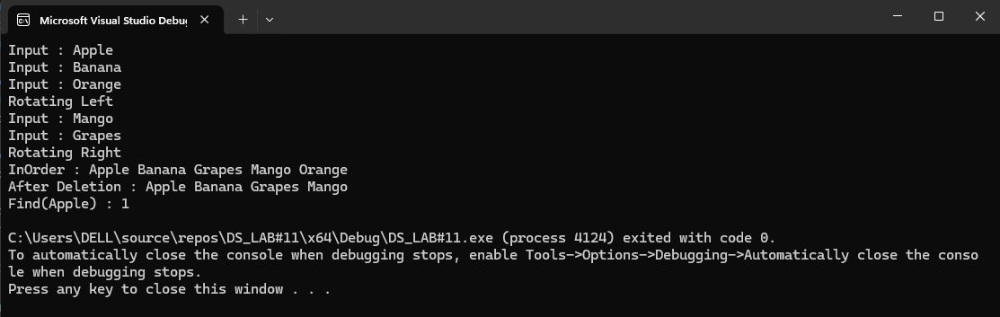 Microsoft Visual Studio Debug
Input : Apple
Input : Banana
Input : Orange
Rotating Left
Input : Mango
Input : Grapes
Rotating Right
InOrder : Apple Banana Grapes Mango Orange
After Deletion : Apple Banana Grapes Mango
Find(Apple) : 1
C:\Users\DELL\source\repos\DS_LAB#11\x64\Debug\DS_LAB#11.exe (process 4124) exited with code 0.
To automatically close the console when debugging stops, enable Tools->Options->Debugging->Automatically close the conso
le when debugging stops.
Press any key to close this window . . .